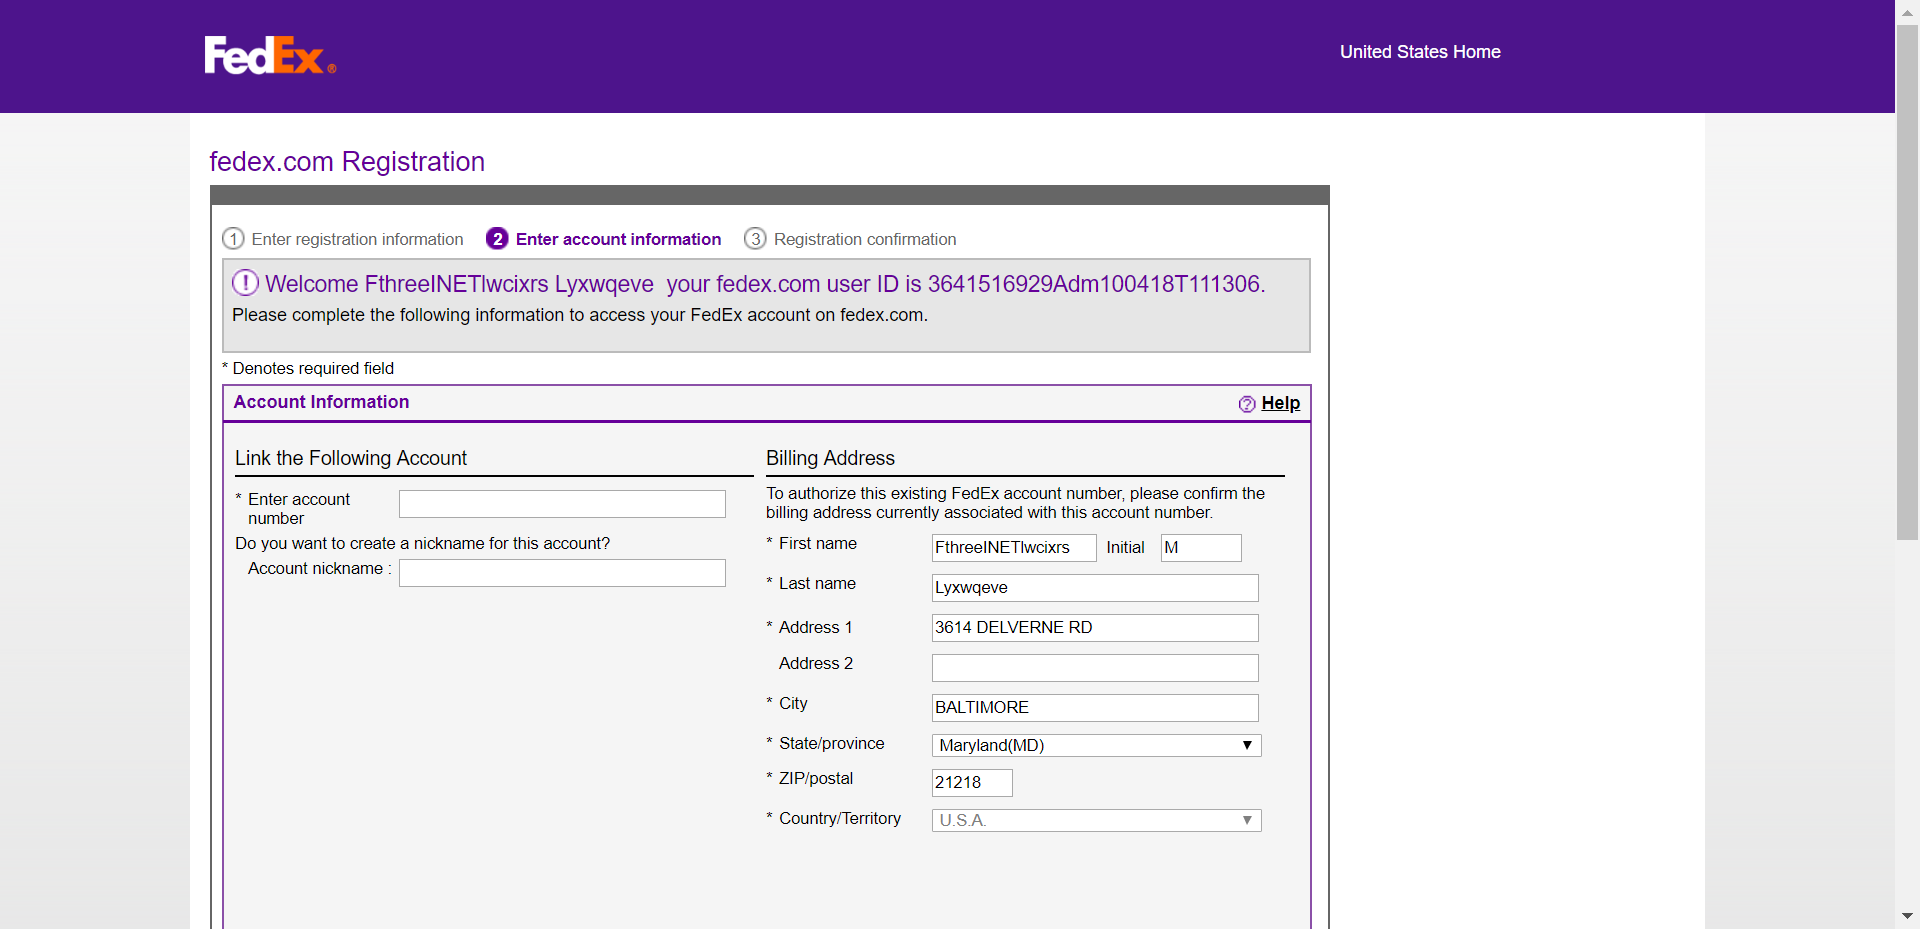 FedEx®
United States Home
fedex.com Registration
1 Enter registration information 2 Enter account information 3 Registration confirmation
! Welcome FthreeINETlwcixrs Lyxwqeve your fedex.com user ID is 3641516929Adm100418T111306.
Please complete the following information to access your FedEx account on fedex.com.
* Denotes required field
Account Information
? Help
Link the Following Account
* Enter account
number
Do you want to create a nickname for this account?
Account nickname :
Billing Address
To authorize this existing FedEx account number, please confirm the
billing address currently associated with this account number.
* First name FthreeINETlwcixrs Initial M
* Last name Lyxwqeve
* Address 1 3614 DELVERNE RD
Address 2
* City BALTIMORE
* State/province Maryland(MD)
* ZIP/postal 21218
* Country/Territory U.S.A.